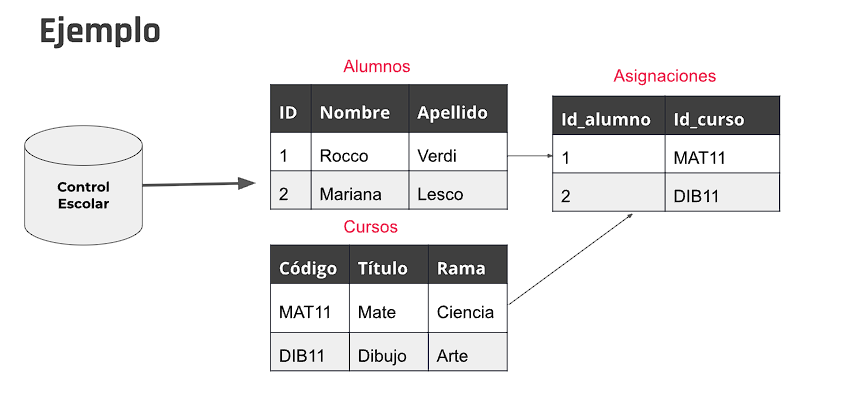 Ejemplo
Control
Escolar
Alumnos
ID Nombre Apellido
1 Rocco Verdi
2 Mariana Lesco
Cursos
Código Título Rama
MAT11 Mate Ciencia
DIB11 Dibujo Arte
Asignaciones
Id_alumno Id_curso
1 MAT11
2 DIB11